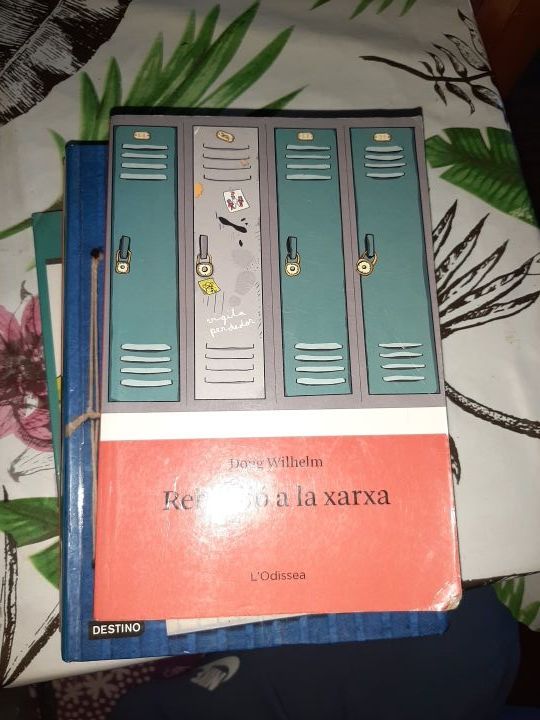 vigila
perdedor
Doug Wilhelm
a la xarxa
L'Odissea
DESTINO